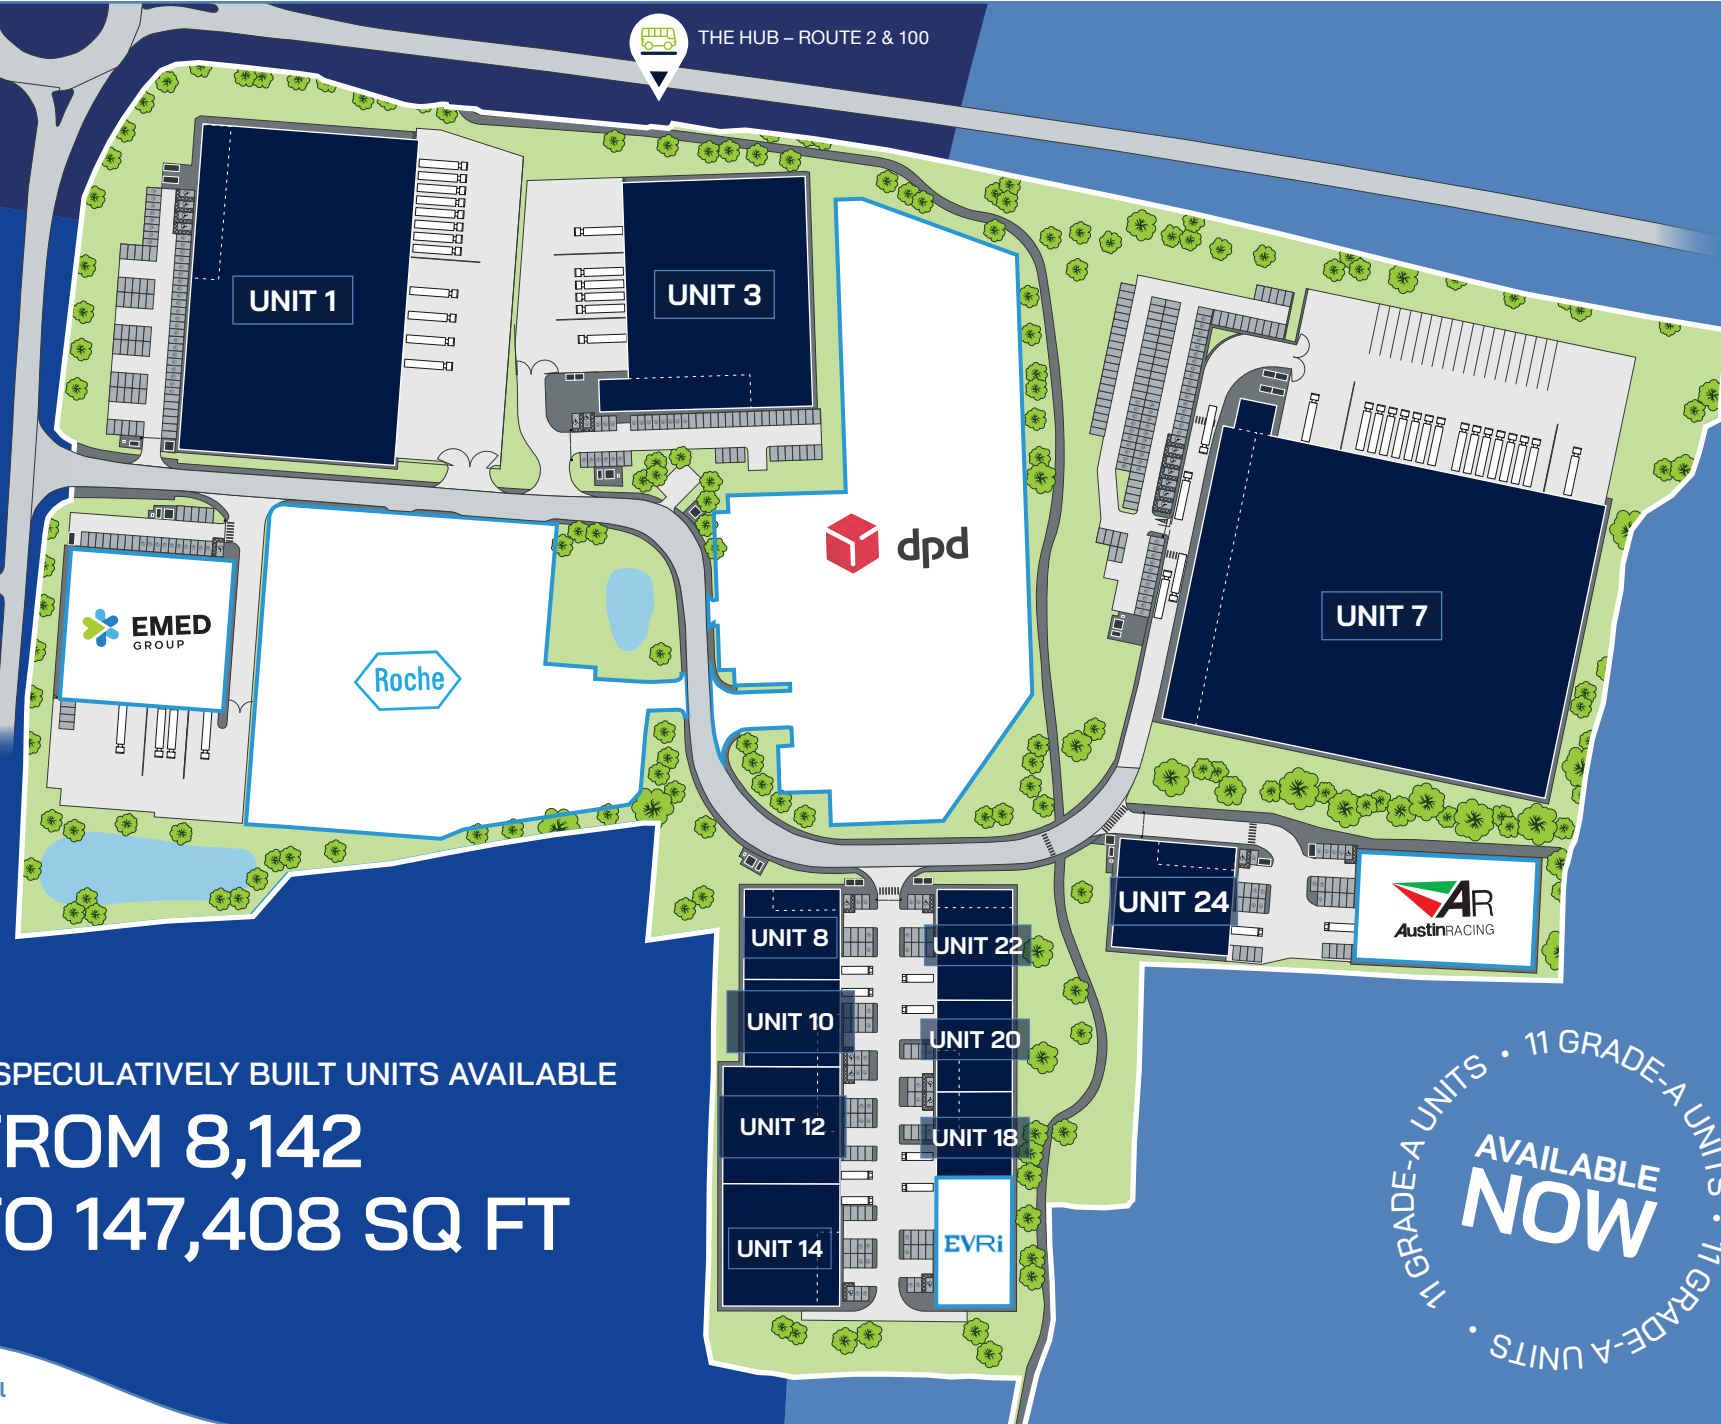 THE HUB – ROUTE 2 & 100
UNIT 1
UNIT 3
dpd
EMED
GROUP
Roche
UNIT 7
UNIT 24
AR
AustinRACING
UNIT 8
UNIT 22
UNIT 10
UNIT 20
UNIT 12
UNIT 18
UNIT 14
EVRi
SPECULATIVELY BUILT UNITS AVAILABLE
FROM 8,142
TO 147,408 SQ FT
11 GRADE-A UNITS • 11 GRADE-A UNITS • 11 GRADE-A UNITS •
AVAILABLE
NOW